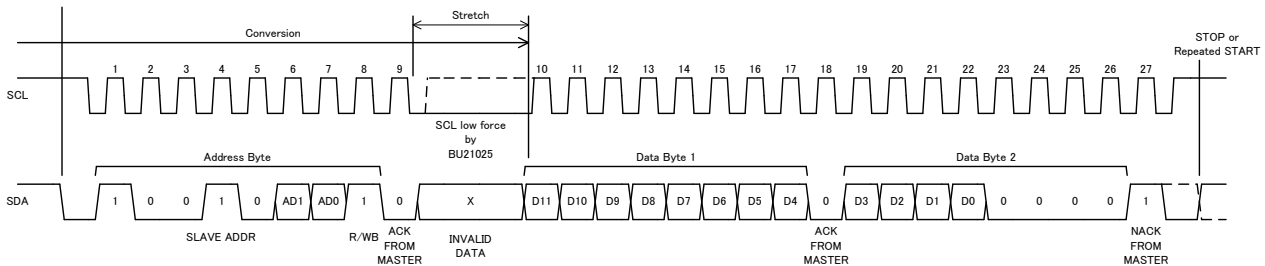 Stretch
Conversion
STOP or
Repeated START
1 2 3 4 5 6 7 8 9 10 11 12 13 14 15 16 17 18 19 20 21 22 23 24 25 26 27
SCL
SCL low force
by
BU21025
Address Byte Data Byte 1 Data Byte 2
SDA 1 0 0 1 0 AD1 AD0 1 0 X D11 D10 D9 D8 D7 D6 D5 D4 0 D3 D2 D1 D0 0 0 0 0 1
SLAVE ADDR
R/WB
ACK
FROM
MASTER
INVALID
DATA
ACK
FROM
MASTER
NACK
FROM
MASTER